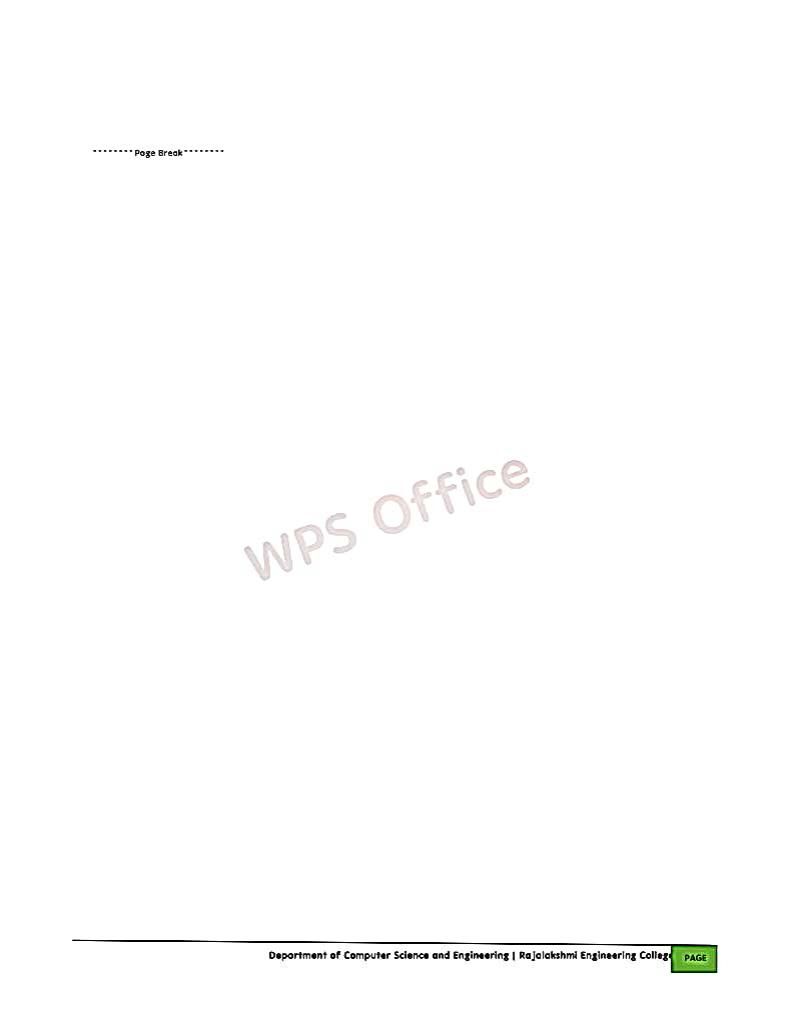 --------Page Break--------
WPS Office
Department of Computer Science and Engineering | Rajalakshmi Engineering College
PAGE